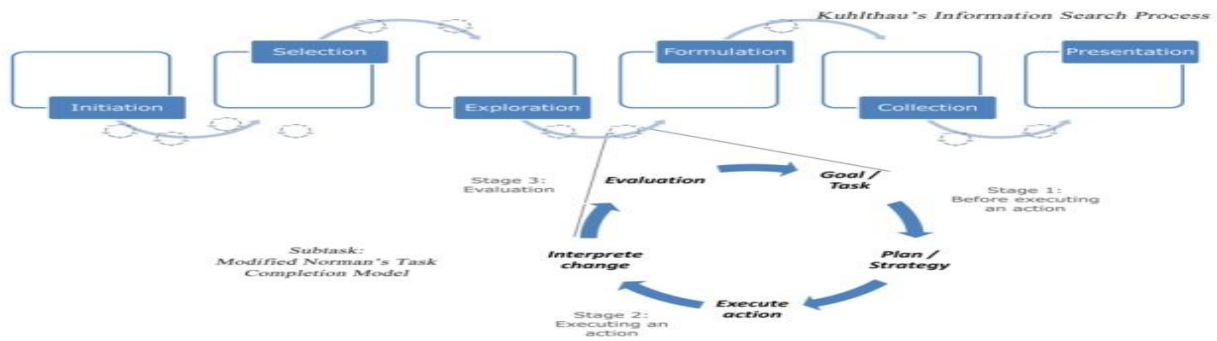 Kuhlthau's Information Search Process
Selection
Formulation
Presentation
Initiation
Exploration
Collection
Stage 3:
Evaluation
Evaluation
Goal /
Task
Stage 1:
Before executing
an action
Subtask:
Modified Norman's Task
Completion Model
Interprete
change
Plan /
Strategy
Execute
action
Stage 2:
Executing an
action